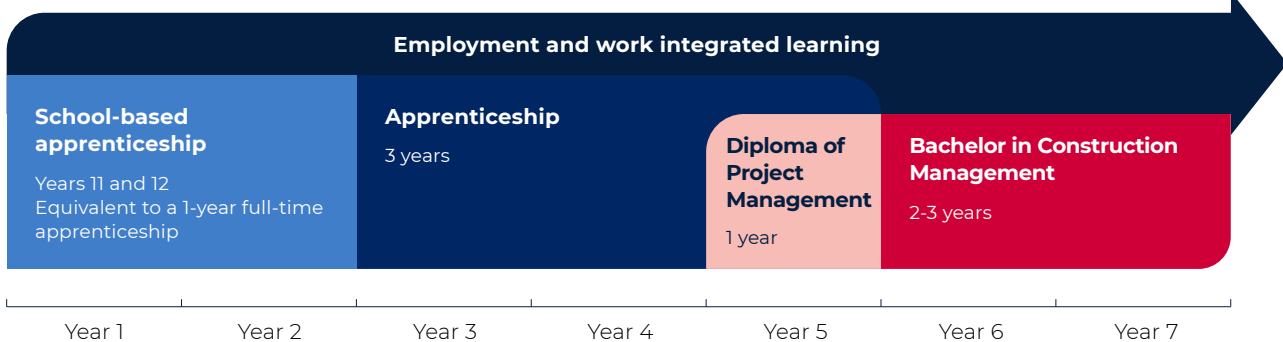 Employment and work integrated learning
School-based
apprenticeship
Years 11 and 12
Equivalent to a 1-year full-time
apprenticeship
Apprenticeship
3 years
Diploma of
Project
Management
1 year
Bachelor in Construction
Management
2-3 years
Year 1
Year 2
Year 3
Year 4
Year 5
Year 6
Year 7